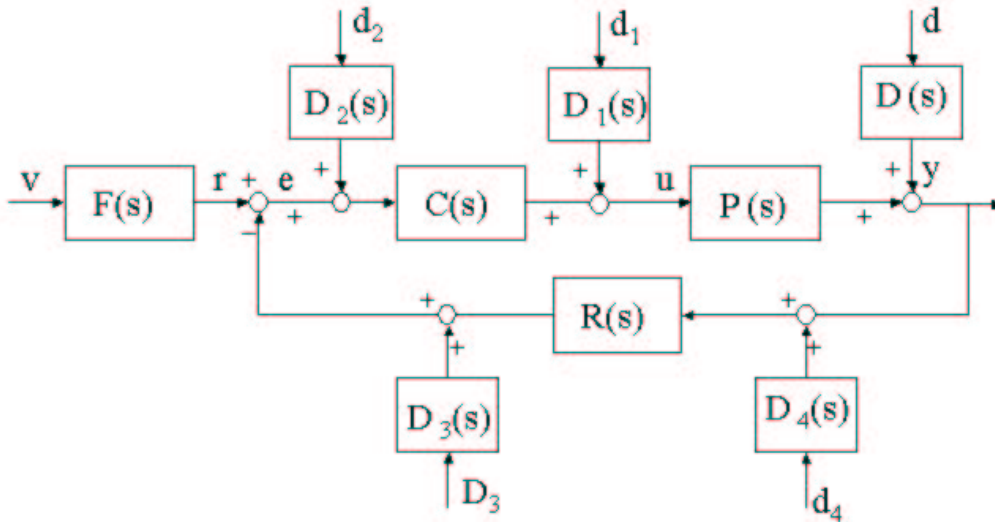 d₂
d₁
d
D₂(s)
D₁(s)
D(s)
+
+
+
v
F(s)
r
+
e
+
C(s)
+
u
P(s)
+
y
−
+
R(s)
+
+
+
D₃(s)
D₄(s)
D₃
d₄